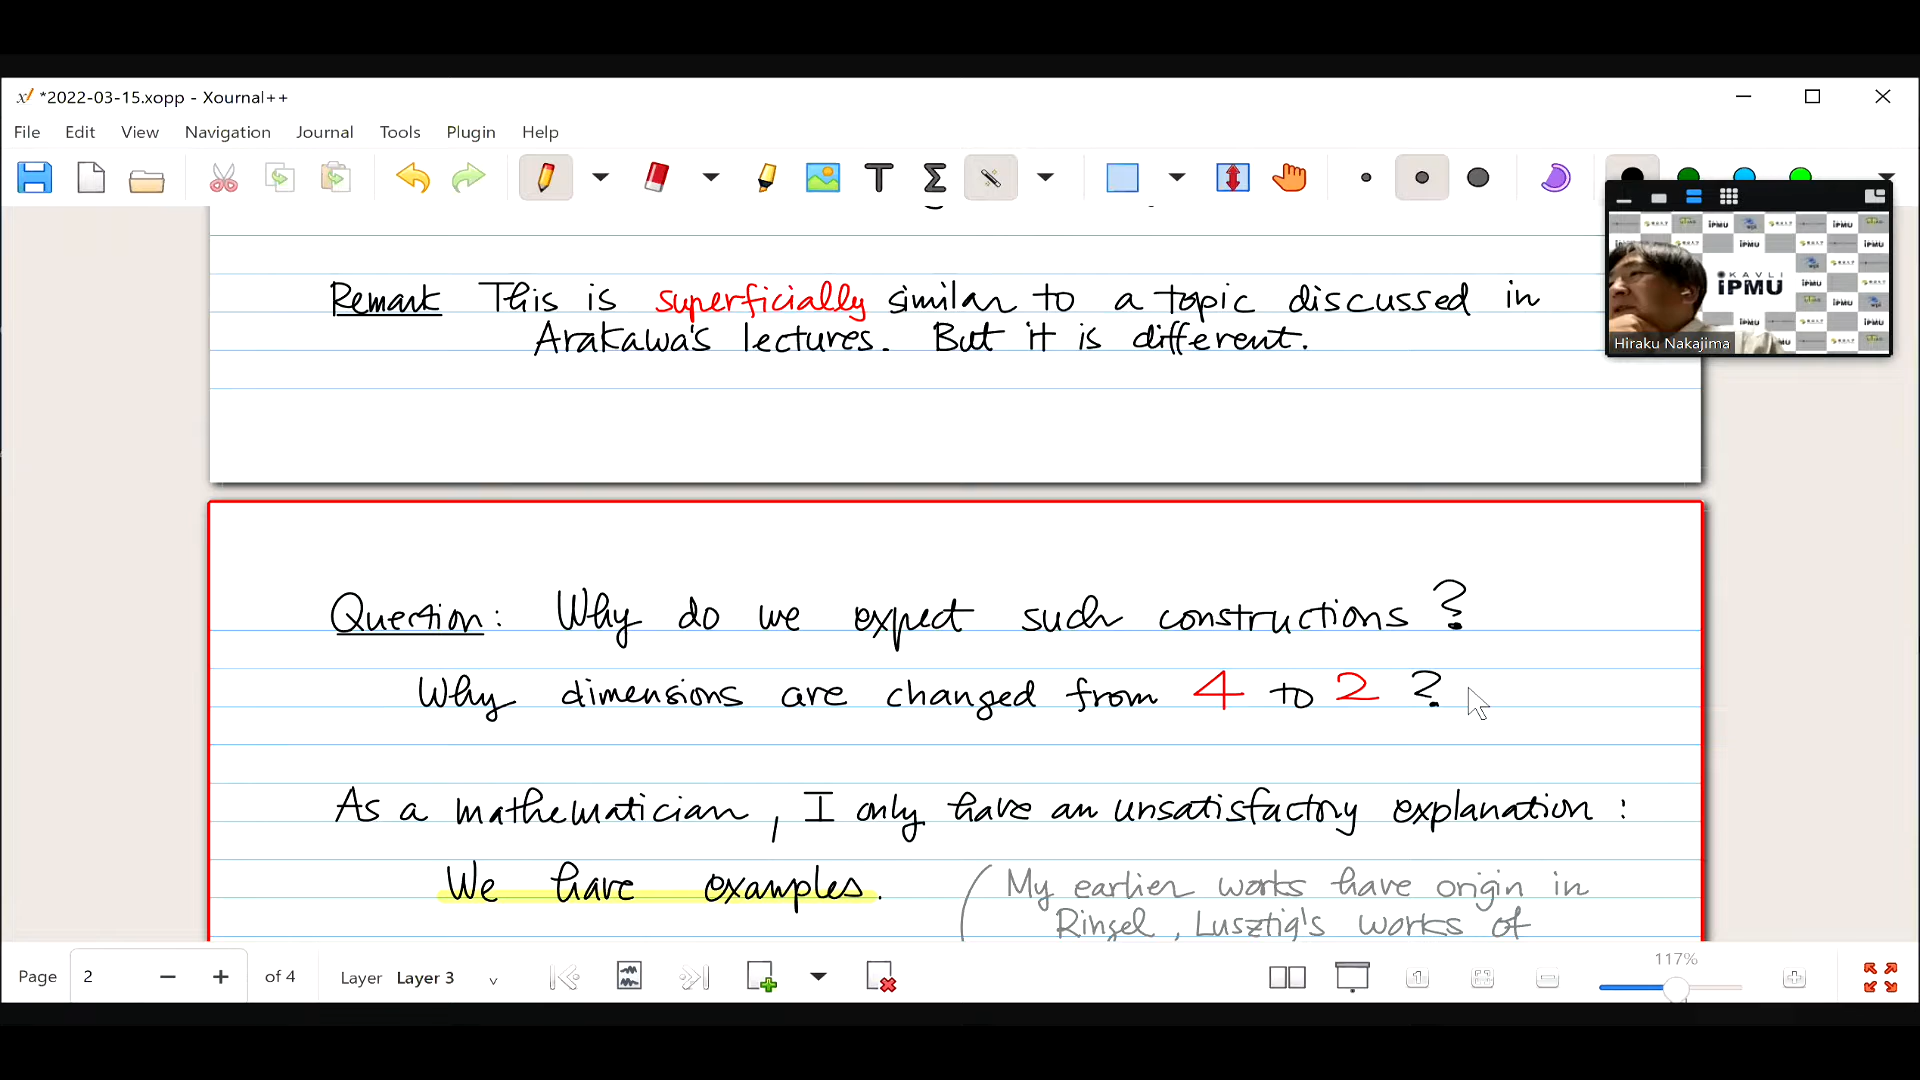 *2022-03-15.xopp - Xournal++
File Edit View Navigation Journal Tools Plugin Help
Remark This is superficially similar to a topic discussed in
Arakawa's lectures. But it is different.
KAVLI
IPMU
Hiraku Nakajima
Question: Why do we expect such constructions?
Why dimensions are changed from 4 to 2 ?
As a mathematician, I only have an unsatisfactory explanation:
We have examples.
(My earlier works have origin in
Ringel, Lusztig's works of
Page 2 of 4 Layer Layer 3 117%